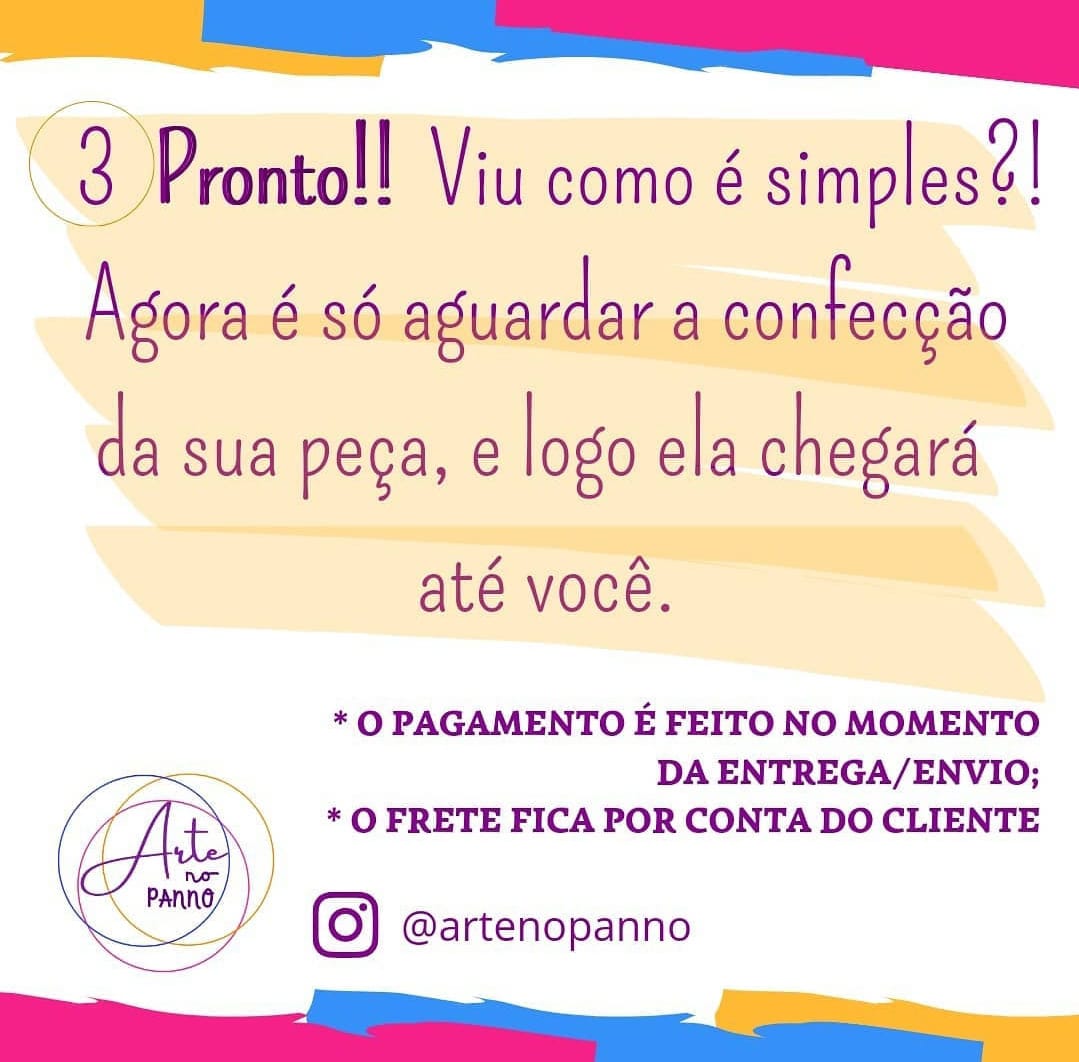 3 Pronto!! Viu como é simples?!
Agora é só aguardar a confecção
da sua peça, e logo ela chegará
até você.
* O PAGAMENTO É FEITO NO MOMENTO
DA ENTREGA/ENVIO;
* O FRETE FICA POR CONTA DO CLIENTE
Arte
no
PANNO
@artenopanno